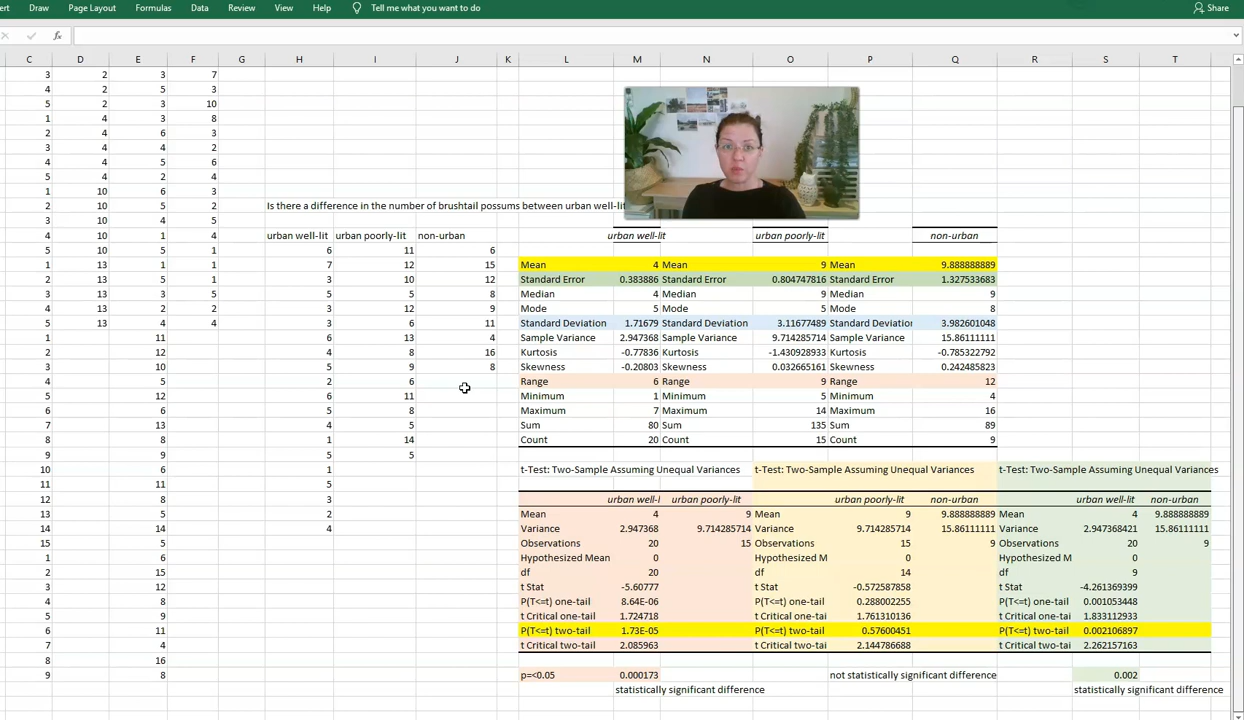 ert Draw Page Layout Formulas Data Review View Help Tell me what you want to do Share
fx
C D E F G H I J K L M N O P Q R S T
3 2 3 7
4 2 5 3
5 2 3 10
1 4 3 8
2 4 6 3
3 4 4 2
4 4 5 6
5 4 2 4
1 10 6 3
2 10 5 2 Is there a difference in the number of brushtail possums between urban well-lit
3 10 4 5
4 10 1 4 urban well-lit urban poorly-lit non-urban urban well-lit urban poorly-lit non-urban
5 10 5 1 6 11 6
1 13 1 1 7 12 15 Mean 4 Mean 9 Mean 9.888888889
2 13 5 1 3 10 12 Standard Error 0.383886 Standard Error 0.804747816 Standard Error 1.327533683
3 13 3 5 5 5 8 Median 4 Median 9 Median 9
4 13 2 2 3 12 9 Mode 5 Mode 5 Mode 8
5 13 4 4 3 6 11 Standard Deviation 1.71679 Standard Deviation 3.11677489 Standard Deviation 3.982601048
1 11 6 13 4 Sample Variance 2.947368 Sample Variance 9.714285714 Sample Variance 15.86111111
2 12 4 8 16 Kurtosis -0.77836 Kurtosis -1.430928933 Kurtosis -0.785322792
3 10 5 9 8 Skewness -0.20803 Skewness 0.032665161 Skewness 0.242485823
4 5 2 6 Range 6 Range 9 Range 12
5 12 6 11 Minimum 1 Minimum 5 Minimum 4
6 6 5 8 Maximum 7 Maximum 14 Maximum 16
7 13 4 5 Sum 80 Sum 135 Sum 89
8 8 1 14 Count 20 Count 15 Count 9
9 9 5 5
10 6 1 t-Test: Two-Sample Assuming Unequal Variances t-Test: Two-Sample Assuming Unequal Variances t-Test: Two-Sample Assuming Unequal Variances
11 11 5
12 8 3 urban well-l urban poorly-lit urban poorly-lit non-urban urban well-lit non-urban
13 5 2 Mean 4 9 Mean 9 9.888888889 Mean 4 9.888888889
14 14 4 Variance 2.947368 9.714285714 Variance 9.714285714 15.86111111 Variance 2.947368421 15.86111111
15 5 Observations 20 15 Observations 15 9 Observations 20 9
1 6 Hypothesized Mean 0 Hypothesized M 0 Hypothesized M 0
2 15 df 20 df 14 df 9
3 12 t Stat -5.60777 t Stat -0.572587858 t Stat -4.261369399
4 8 P(T<=t) one-tail 8.64E-06 P(T<=t) one-tail 0.288002255 P(T<=t) one-tail 0.001053448
5 9 t Critical one-tail 1.724718 t Critical one-tail 1.761310136 t Critical one-tai 1.833112933
6 11 P(T<=t) two-tail 1.73E-05 P(T<=t) two-tail 0.57600451 P(T<=t) two-tail 0.002106897
7 4 t Critical two-tail 2.085963 t Critical two-tail 2.144786688 t Critical two-tai 2.262157163
8 16
9 8 p=<0.05 0.000173 not statistically significant difference 0.002
statistically significant difference statistically significant difference